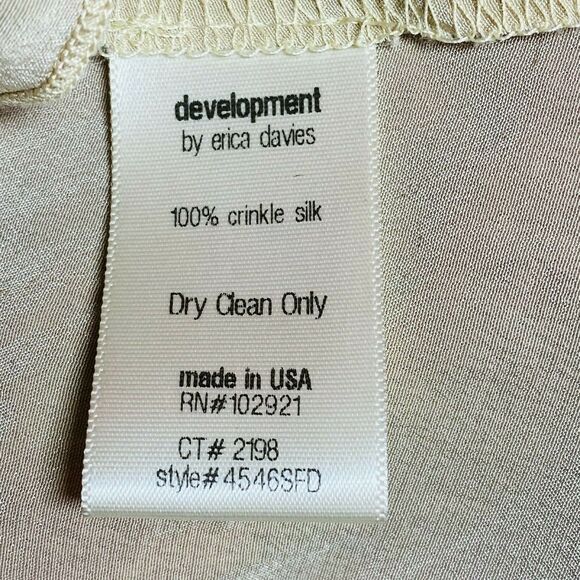 development
by erica davies
100% crinkle silk
Dry Clean Only
made in USA
RN#102921
CT# 2198
style# 4546SFD